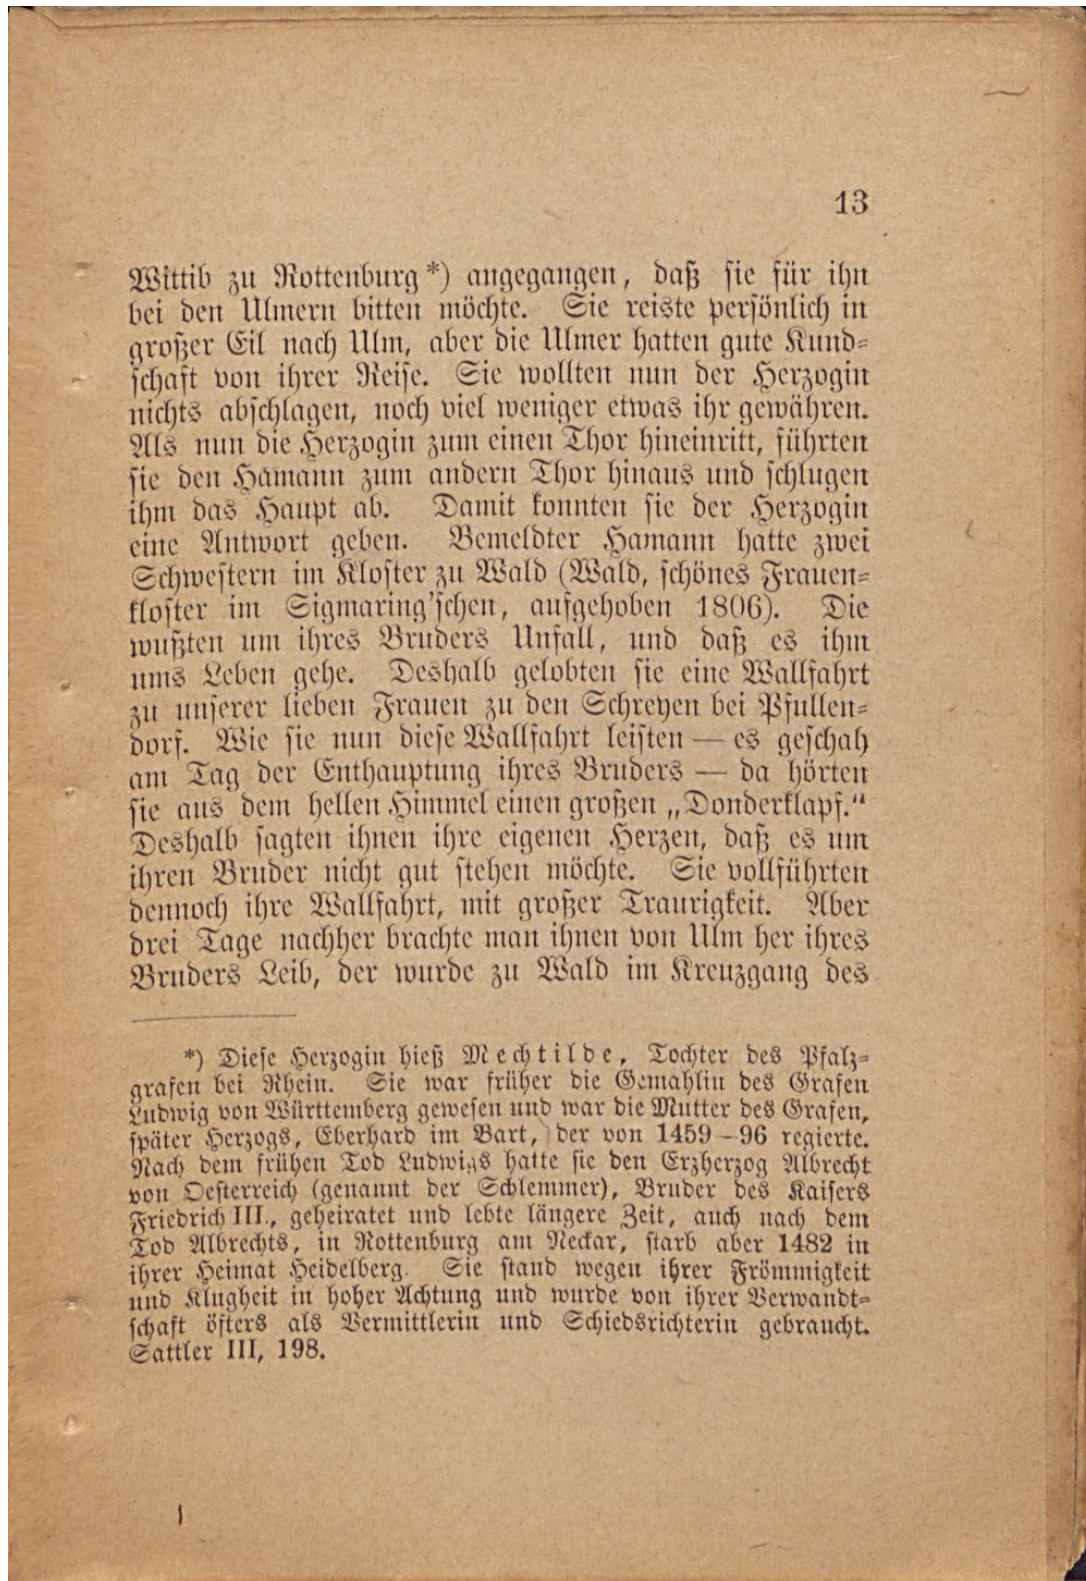 13
Wittib zu Rottenburg*) angegangen, daß sie für ihn
bei den Ulmern bitten möchte. Sie reiste persönlich in
großer Eil nach Ulm, aber die Ulmer hatten gute Kund-
schaft von ihrer Reise. Sie wollten nun der Herzogin
nichts abschlagen, noch viel weniger etwas ihr gewähren.
Als nun die Herzogin zum einen Thor hineinritt, führten
sie den Hamann zum andern Thor hinaus und schlugen
ihm das Haupt ab. Damit konnten sie der Herzogin
eine Antwort geben. Bemeldter Hamann hatte zwei
Schwestern im Kloster zu Wald (Wald, schönes Frauen-
kloster im Sigmaring'schen, aufgehoben 1806). Die
wußten um ihres Bruders Unfall, und daß es ihm
ums Leben gehe. Deshalb gelobten sie eine Wallfahrt
zu unserer lieben Frauen zu den Schreyen bei Pfullen-
dorf. Wie sie nun diese Wallfahrt leisten — es geschah
am Tag der Enthauptung ihres Bruders — da hörten
sie aus dem hellen Himmel einen großen „Donderklapf.“
Deshalb sagten ihnen ihre eigenen Herzen, daß es um
ihren Bruder nicht gut stehen möchte. Sie vollführten
dennoch ihre Wallfahrt, mit großer Traurigkeit. Aber
drei Tage nachher brachte man ihnen von Ulm her ihres
Bruders Leib, der wurde zu Wald im Kreuzgang des
*) Diese Herzogin hieß Mechtilde, Tochter des Pfalz-
grafen bei Rhein. Sie war früher die Gemahlin des Grafen
Ludwig von Württemberg gewesen und war die Mutter des Grafen,
später Herzogs, Eberhard im Bart, der von 1459–96 regierte.
Nach dem frühen Tod Ludwigs hatte sie den Erzherzog Albrecht
von Oesterreich (genannt der Schlemmer), Bruder des Kaisers
Friedrich III., geheiratet und lebte längere Zeit, auch nach dem
Tod Albrechts, in Rottenburg am Neckar, starb aber 1482 in
ihrer Heimat Heidelberg. Sie stand wegen ihrer Frömmigkeit
und Klugheit in hoher Achtung und wurde von ihrer Verwandt-
schaft öfters als Vermittlerin und Schiedsrichterin gebraucht.
Sattler III, 198.